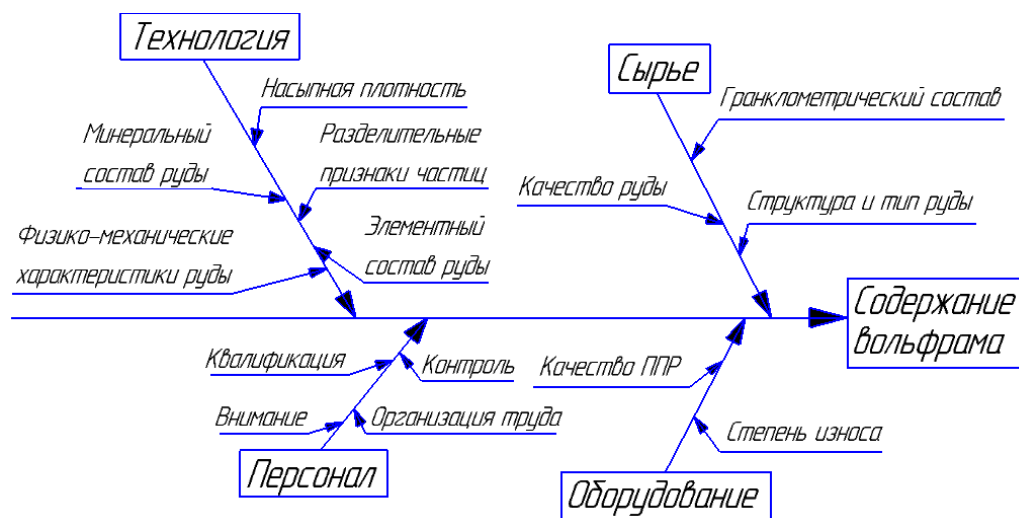 Технология
Сырье
Насыпная плотность
Гранклометрический состав
Минеральный
состав руды
Разделительные
признаки частиц
Качество руды
Структура и тип руды
Физико-механические
характеристики руды
Элементный
состав руды
Содержание
вольфрама
Квалификация
Контроль
Качество ППР
Внимание
Организация труда
Степень износа
Персонал
Оборудование